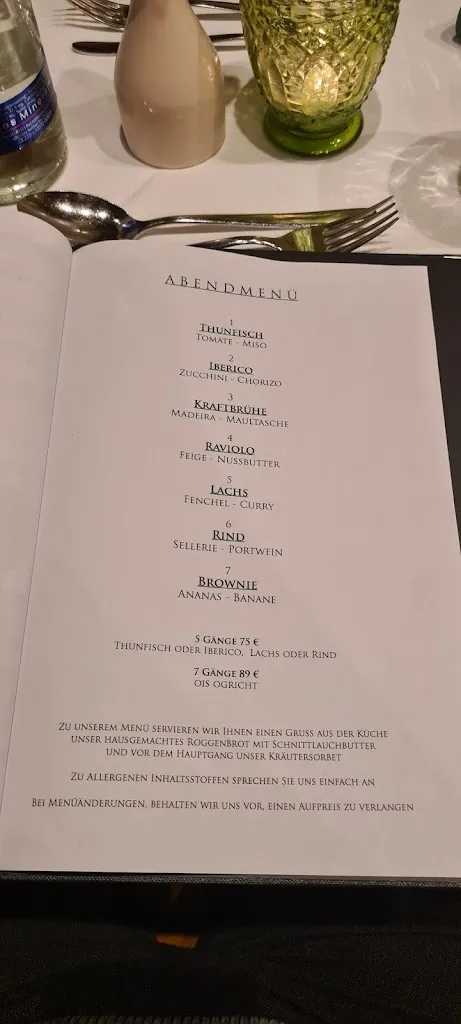 os Mine
ABENDMENÜ
1
THUNFISCH
TOMATE - MISO
2
IBERICO
ZUCCHINI - CHORIZO
3
KRAFTBRÜHE
MADEIRA - MAULTASCHE
4
RAVIOLO
FEIGE - NUSSBUTTER
5
LACHS
FENCHEL - CURRY
6
RIND
SELLERIE - PORTWEIN
7
BROWNIE
ANANAS - BANANE
5 GÄNGE 75 €
THUNFISCH ODER IBERICO, LACHS ODER RIND
7 GÄNGE 89 €
OIS OGRICHT
ZU UNSEREM MENÜ SERVIEREN WIR IHNEN EINEN GRUSS AUS DER KÜCHE
UNSER HAUSGEMACHTES ROGGENBROT MIT SCHNITTLAUCHBUTTER
UND VOR DEM HAUPTGANG UNSER KRÄUTERSORBET
ZU ALLERGENEN INHALTSSTOFFEN SPRECHEN SIE UNS EINFACH AN
BEI MENÜÄNDERUNGEN, BEHALTEN WIR UNS VOR, EINEN AUFPREIS ZU VERLANGEN